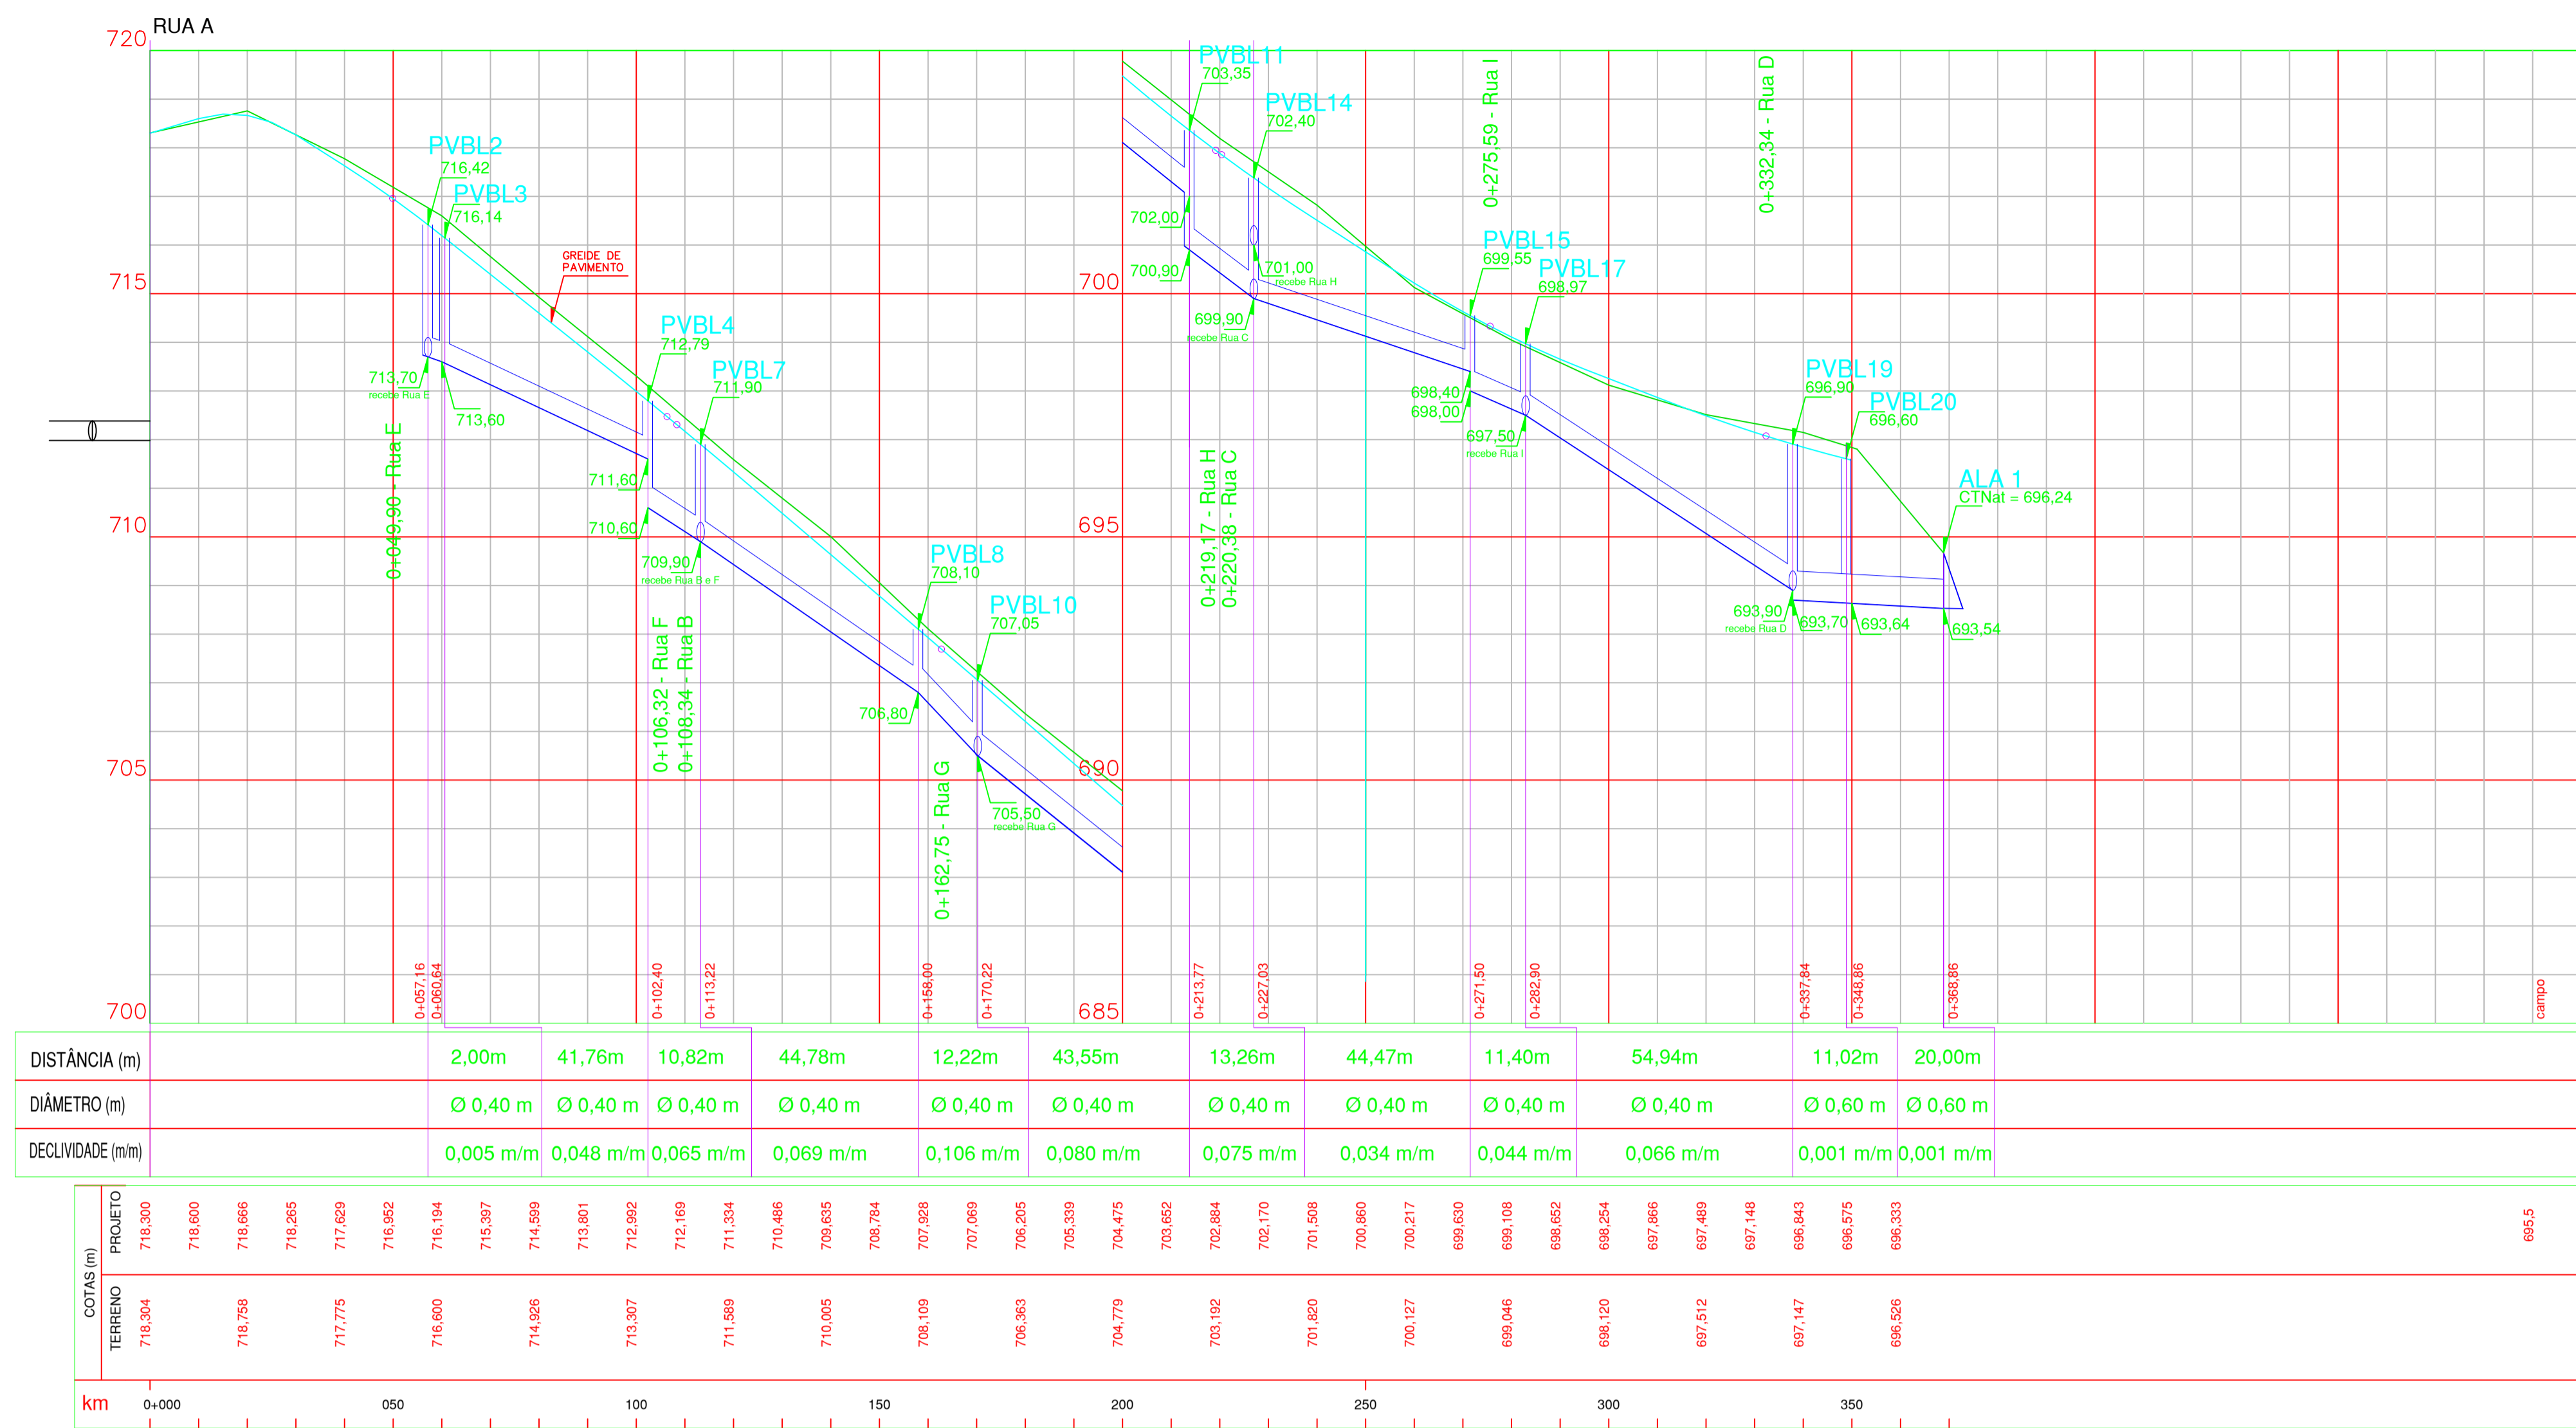 RUA A
720
715
710
705
700
700
695
690
685
PVBL2
716,42
PVBL3
716,14
GREIDE DE
PAVIMENTO
713,70
recebe Rua E
713,60
0+049,90 - Rua E
PVBL4
712,79
PVBL7
711,90
711,60
710,60
709,90
recebe Rua B e F
0+106,32 - Rua F
0+108,34 - Rua B
PVBL8
708,10
PVBL10
707,05
706,80
705,50
recebe Rua G
0+162,75 - Rua G
PVBL11
703,35
PVBL14
702,40
702,00
700,90
701,00
recebe Rua H
699,90
recebe Rua C
0+219,17 - Rua H
0+220,38 - Rua C
0+275,59 - Rua I
PVBL15
699,55
PVBL17
698,97
698,40
698,00
697,50
recebe Rua I
0+332,34 - Rua D
PVBL19
696,90
PVBL20
696,60
693,90
recebe Rua D
693,70
693,64
ALA 1
CTNat = 696,24
693,54
0+057,16
0+060,64
0+102,40
0+113,22
0+158,00
0+170,22
0+213,77
0+227,03
0+271,50
0+282,90
0+337,84
0+348,86
0+368,86
campo
DISTÂNCIA (m) 2,00m 41,76m 10,82m 44,78m 12,22m 43,55m 13,26m 44,47m 11,40m 54,94m 11,02m 20,00m
DIÂMETRO (m) Ø 0,40 m Ø 0,40 m Ø 0,40 m Ø 0,40 m Ø 0,40 m Ø 0,40 m Ø 0,40 m Ø 0,40 m Ø 0,40 m Ø 0,40 m Ø 0,60 m Ø 0,60 m
DECLIVIDADE (m/m) 0,005 m/m 0,048 m/m 0,065 m/m 0,069 m/m 0,106 m/m 0,080 m/m 0,075 m/m 0,034 m/m 0,044 m/m 0,066 m/m 0,001 m/m 0,001 m/m
COTAS (m)
PROJETO 718,300 718,600 718,666 718,265 717,629 716,952 716,194 715,397 714,599 713,801 712,992 712,169 711,334 710,486 709,635 708,784 707,928 707,069 706,205 705,339 704,475 703,652 702,884 702,170 701,508 700,860 700,217 699,630 699,108 698,652 698,254 697,866 697,489 697,148 696,843 696,575 696,333 695,5
TERRENO 718,304 718,758 717,775 716,600 714,926 713,307 711,589 710,005 708,109 706,363 704,779 703,192 701,820 700,127 699,046 698,120 697,512 697,147 696,526
km 0+000 050 100 150 200 250 300 350